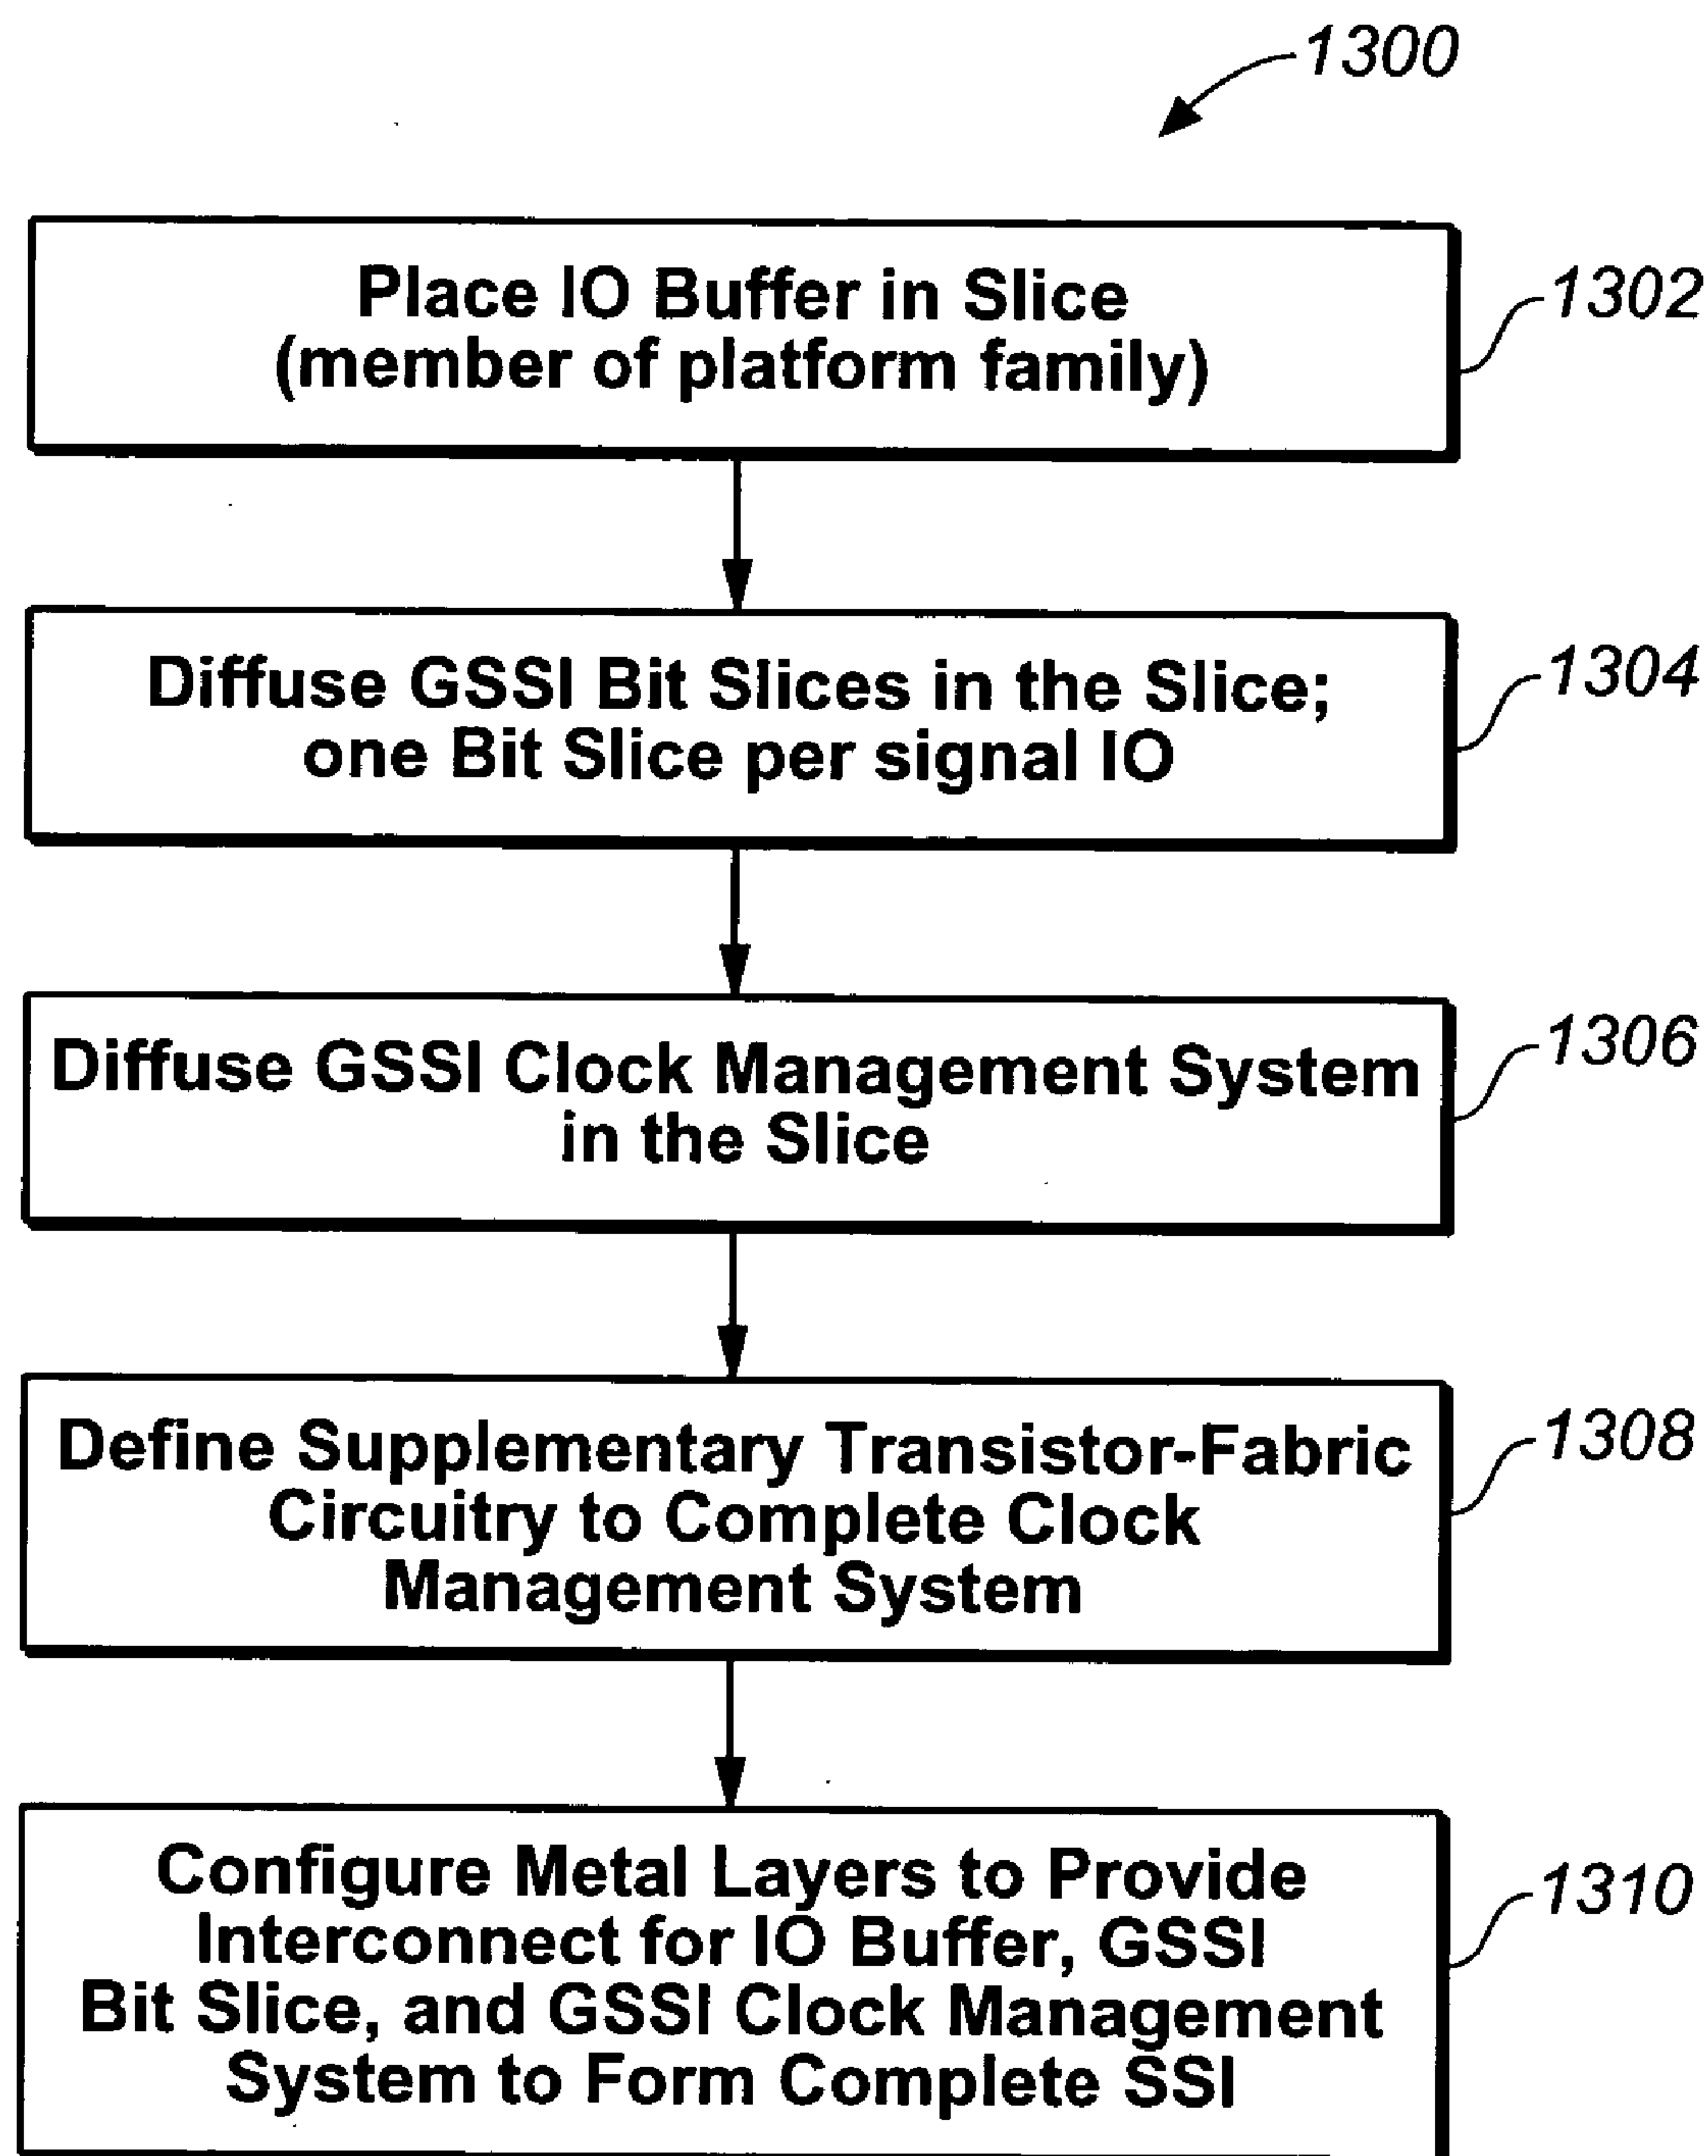 1300
Place IO Buffer in Slice
(member of platform family)
1302
Diffuse GSSI Bit Slices in the Slice;
one Bit Slice per signal IO
1304
Diffuse GSSI Clock Management System
in the Slice
1306
Define Supplementary Transistor-Fabric
Circuitry to Complete Clock
Management System
1308
Configure Metal Layers to Provide
Interconnect for IO Buffer, GSSI
Bit Slice, and GSSI Clock Management
System to Form Complete SSI
1310